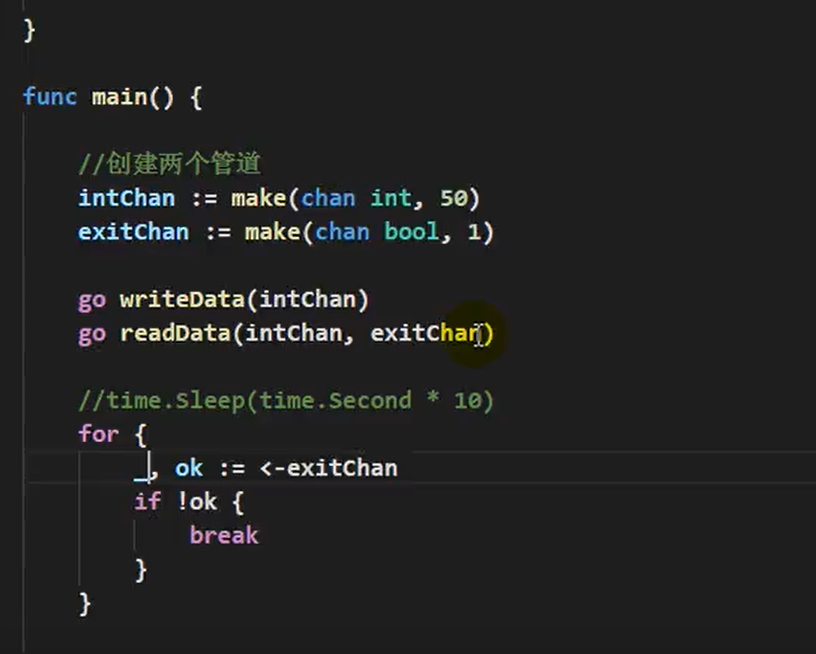 }
func main() {
//创建两个管道
intChan := make(chan int, 50)
exitChan := make(chan bool, 1)
go writeData(intChan)
go readData(intChan, exitChan)
//time.Sleep(time.Second * 10)
for {
_, ok := <-exitChan
if !ok {
break
}
}